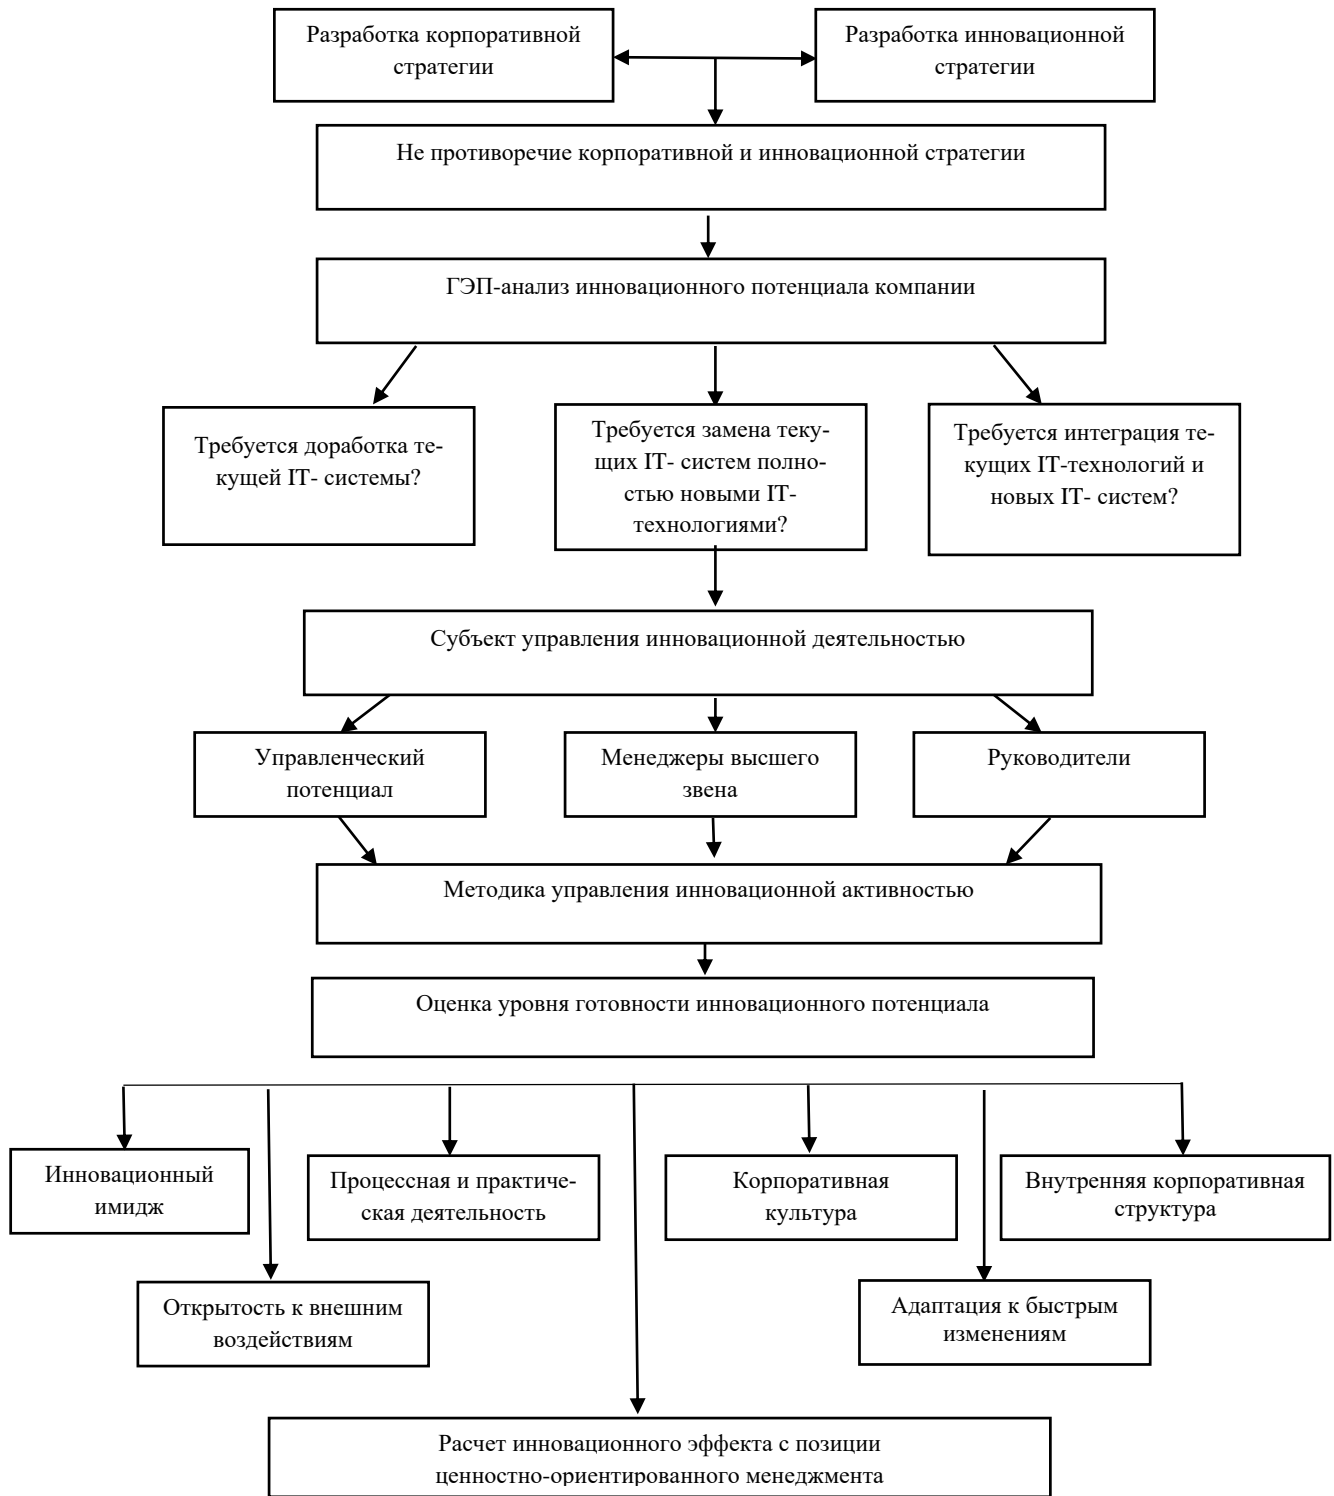 Разработка корпоративной
стратегии
Разработка инновационной
стратегии
Не противоречие корпоративной и инновационной стратегии
ГЭП-анализ инновационного потенциала компании
Требуется доработка те-
кущей IT- системы?
Требуется замена теку-
щих IT- систем полно-
стью новыми IT-
технологиями?
Требуется интеграция те-
кущих IT-технологий и
новых IT- систем?
Субъект управления инновационной деятельностью
Управленческий
потенциал
Менеджеры высшего
звена
Руководители
Методика управления инновационной активностью
Оценка уровня готовности инновационного потенциала
Инновационный
имидж
Процессная и практиче-
ская деятельность
Корпоративная
культура
Внутренняя корпоративная
структура
Открытость к внешним
воздействиям
Адаптация к быстрым
изменениям
Расчет инновационного эффекта с позиции
ценностно-ориентированного менеджмента